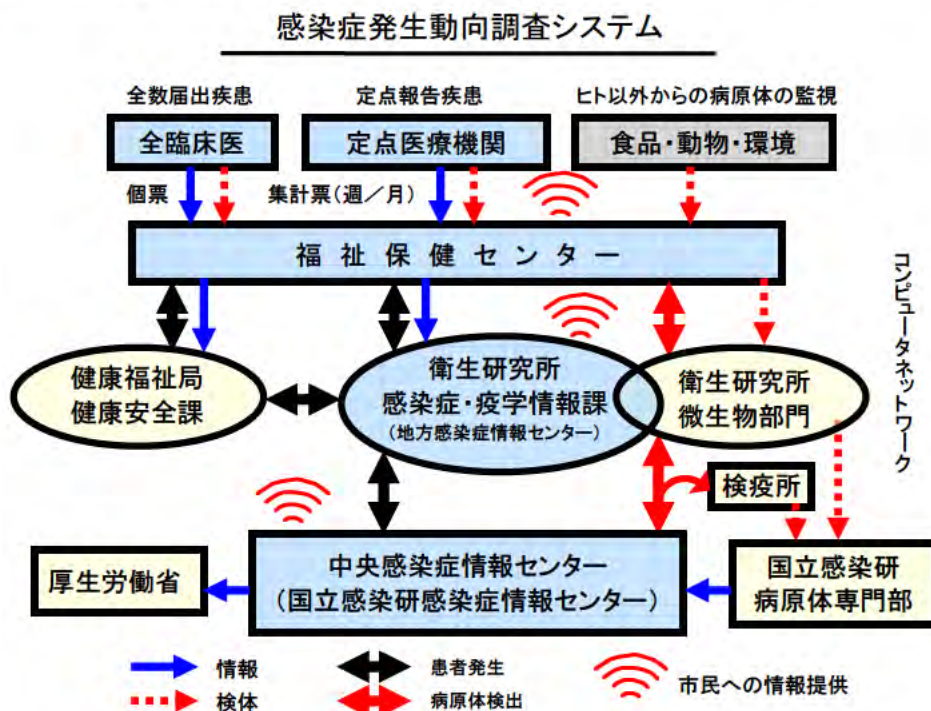 感染症発生動向調査システム
全数届出疾患
定点報告疾患
ヒト以外からの病原体の監視
全臨床医
定点医療機関
食品・動物・環境
個票
集計票(週/月)
福祉保健センター
コンピュータネットワーク
健康福祉局
健康安全課
衛生研究所
感染症・疫学情報課
(地方感染症情報センター)
衛生研究所
微生物部門
検疫所
厚生労働省
中央感染症情報センター
(国立感染研感染症情報センター)
国立感染研
病原体専門部
情報
患者発生
市民への情報提供
検体
病原体検出